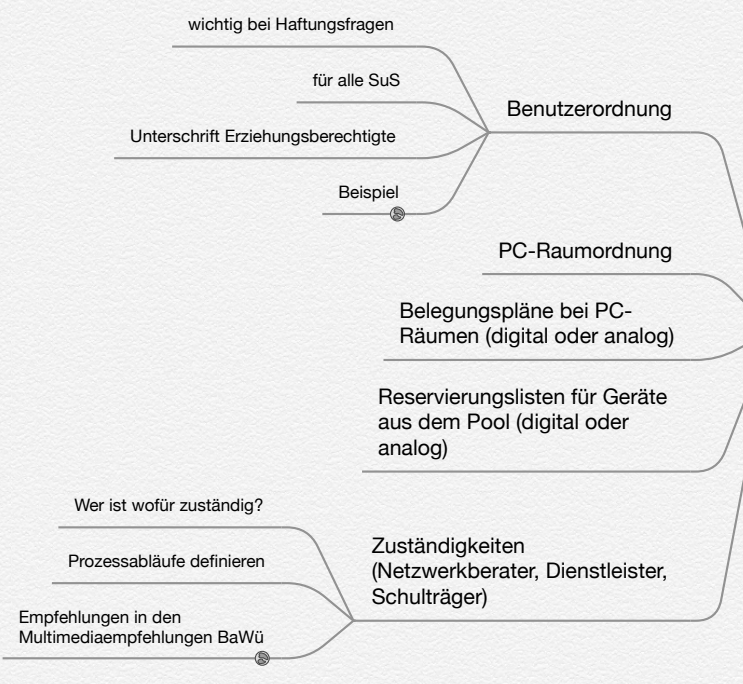 wichtig bei Haftungsfragen
für alle SuS
Unterschrift Erziehungsberechtigte
Beispiel
Benutzerordnung
PC-Raumordnung
Belegungspläne bei PC-
Räumen (digital oder analog)
Reservierungslisten für Geräte
aus dem Pool (digital oder
analog)
Wer ist wofür zuständig?
Prozessabläufe definieren
Empfehlungen in den
Multimediaempfehlungen BaWü
Zuständigkeiten
(Netzwerkberater, Dienstleister,
Schulträger)